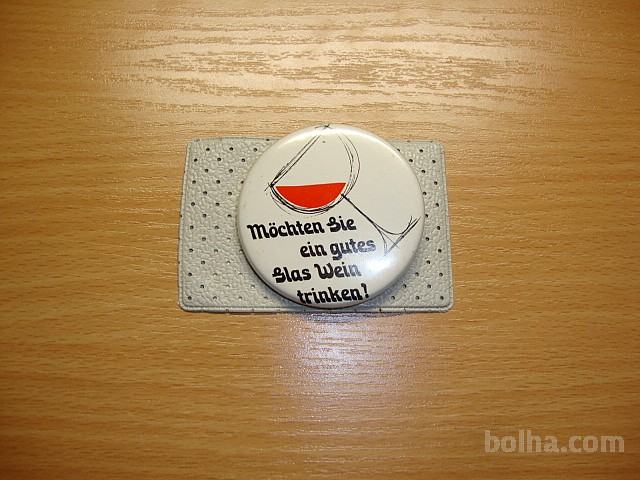 Möchten Sie
ein gutes
Glas Wein
trinken!
bolha.com